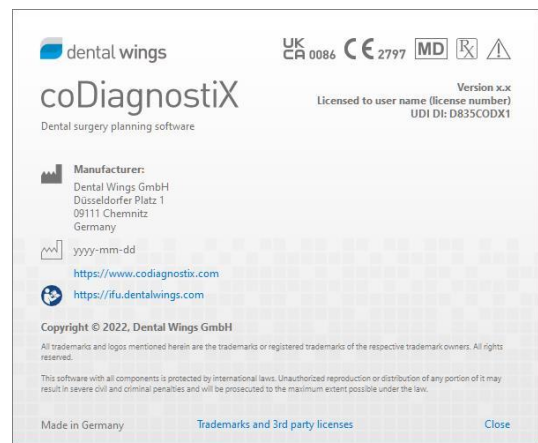 dental wings
UK CA 0086 CE 2797 MD Rx
coDiagnostiX
Version x.x
Licensed to user name (license number)
UDI DI: D835CODX1
Dental surgery planning software
Manufacturer:
Dental Wings GmbH
Düsseldorfer Platz 1
09111 Chemnitz
Germany
yyyy-mm-dd
https://www.codiagnostix.com
https://ifu.dentalwings.com
Copyright © 2022, Dental Wings GmbH
All trademarks and logos mentioned herein are the trademarks or registered trademarks of the respective trademark owners. All rights
reserved.
This software with all components is protected by international laws. Unauthorized reproduction or distribution of any portion of it may
result in severe civil and criminal penalties and will be prosecuted to the maximum extent possible under the law.
Made in Germany
Trademarks and 3rd party licenses
Close